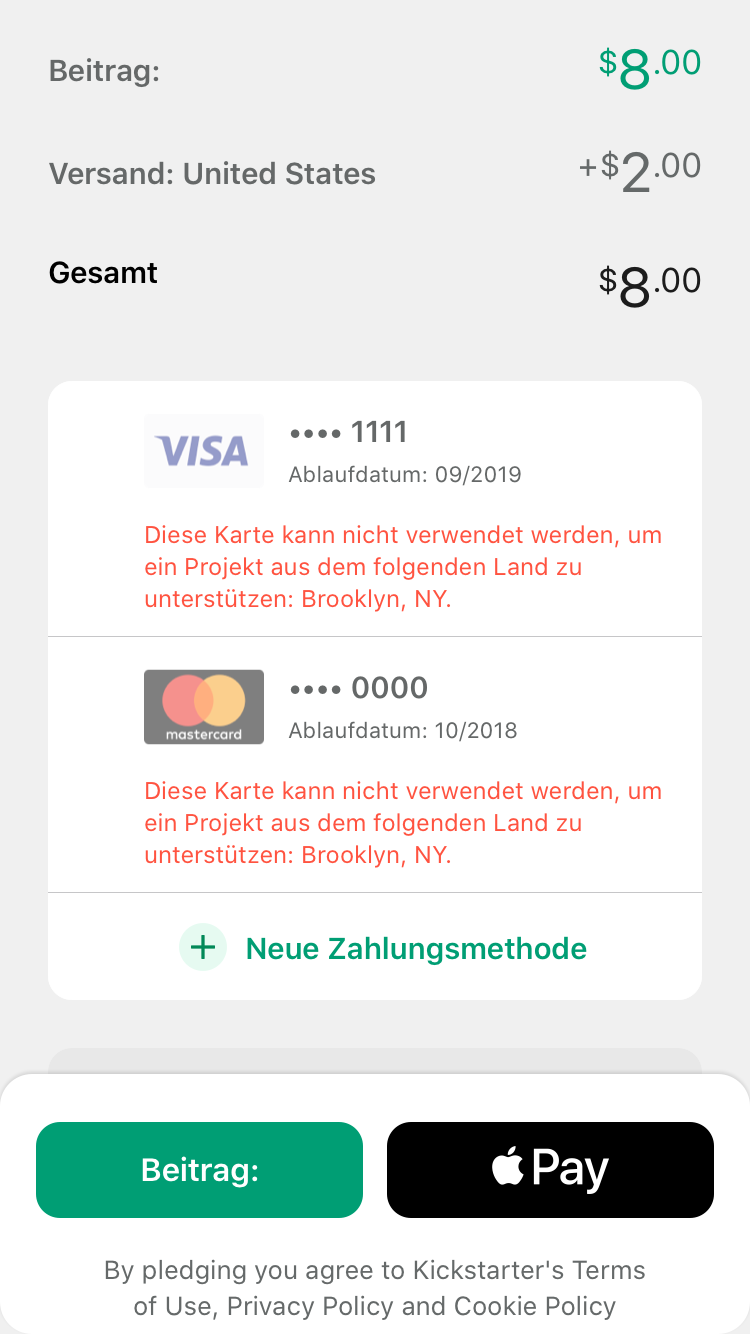 Beitrag: $8.00
Versand: United States +$2.00
Gesamt $8.00
VISA •••• 1111
Ablaufdatum: 09/2019
Diese Karte kann nicht verwendet werden, um
ein Projekt aus dem folgenden Land zu
unterstützen: Brooklyn, NY.
•••• 0000
mastercard Ablaufdatum: 10/2018
Diese Karte kann nicht verwendet werden, um
ein Projekt aus dem folgenden Land zu
unterstützen: Brooklyn, NY.
+ Neue Zahlungsmethode
Beitrag: Pay
By pledging you agree to Kickstarter's Terms
of Use, Privacy Policy and Cookie Policy